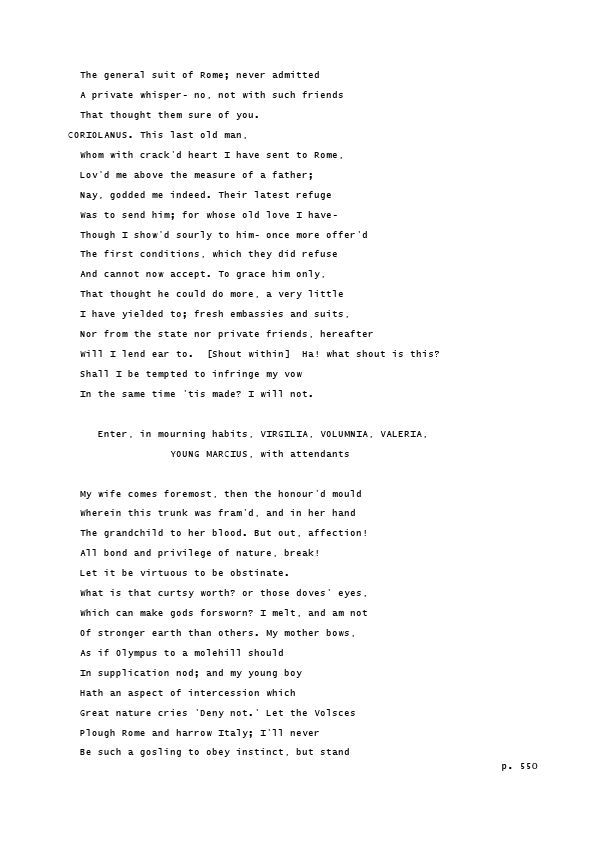 The general suit of Rome; never admitted
A private whisper- no, not with such friends
That thought them sure of you.
CORIOLANUS. This last old man,
Whom with crack'd heart I have sent to Rome,
Lov'd me above the measure of a father;
Nay, godded me indeed. Their latest refuge
Was to send him; for whose old love I have-
Though I show'd sourly to him- once more offer'd
The first conditions, which they did refuse
And cannot now accept. To grace him only,
That thought he could do more, a very little
I have yielded to; fresh embassies and suits,
Nor from the state nor private friends, hereafter
Will I lend ear to.  [Shout within]  Ha! what shout is this?
Shall I be tempted to infringe my vow
In the same time 'tis made? I will not.
Enter, in mourning habits, VIRGILIA, VOLUMNIA, VALERIA,
YOUNG MARCIUS, with attendants
My wife comes foremost, then the honour'd mould
Wherein this trunk was fram'd, and in her hand
The grandchild to her blood. But out, affection!
All bond and privilege of nature, break!
Let it be virtuous to be obstinate.
What is that curtsy worth? or those doves' eyes,
Which can make gods forsworn? I melt, and am not
Of stronger earth than others. My mother bows,
As if Olympus to a molehill should
In supplication nod; and my young boy
Hath an aspect of intercession which
Great nature cries 'Deny not.' Let the Volsces
Plough Rome and harrow Italy; I'll never
Be such a gosling to obey instinct, but stand
p. 550